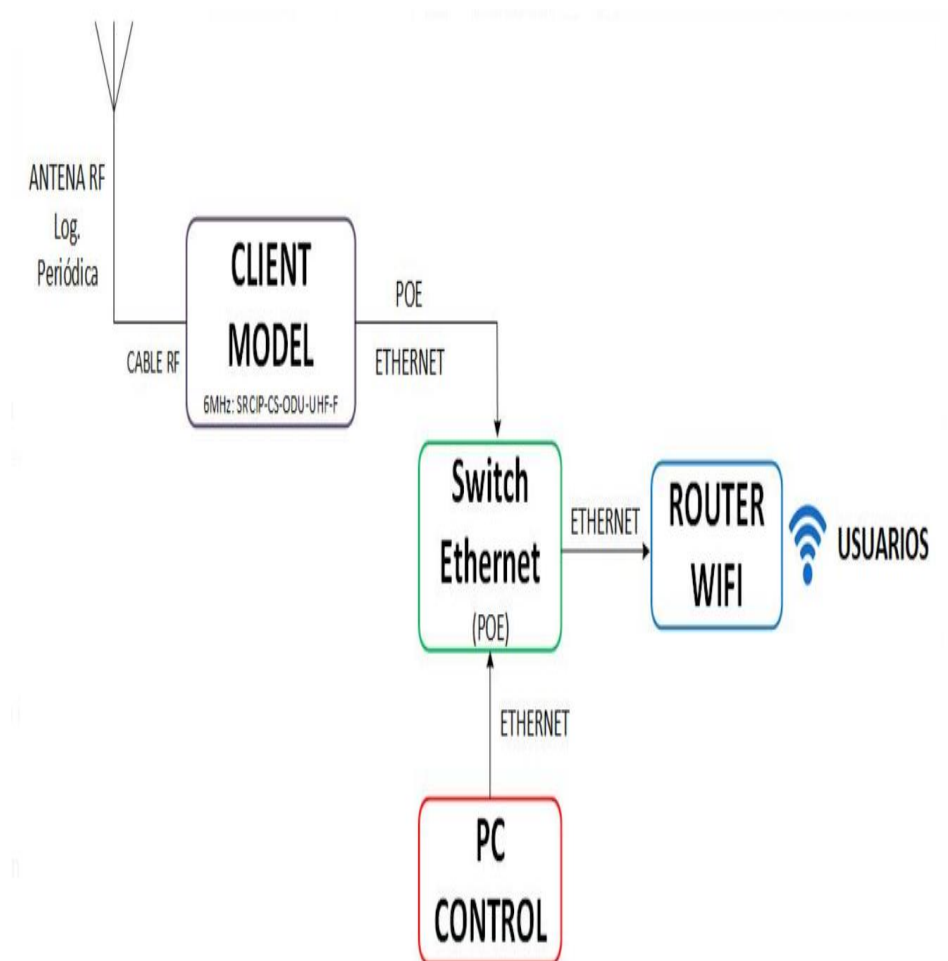 ANTENA RF
Log.
Periódica
CABLE RF
CLIENT
MODEL
6MHz: SRCIP-CS-ODU-UHF-F
POE
ETHERNET
Switch
Ethernet
(POE)
ETHERNET
ROUTER
WIFI
USUARIOS
ETHERNET
PC
CONTROL